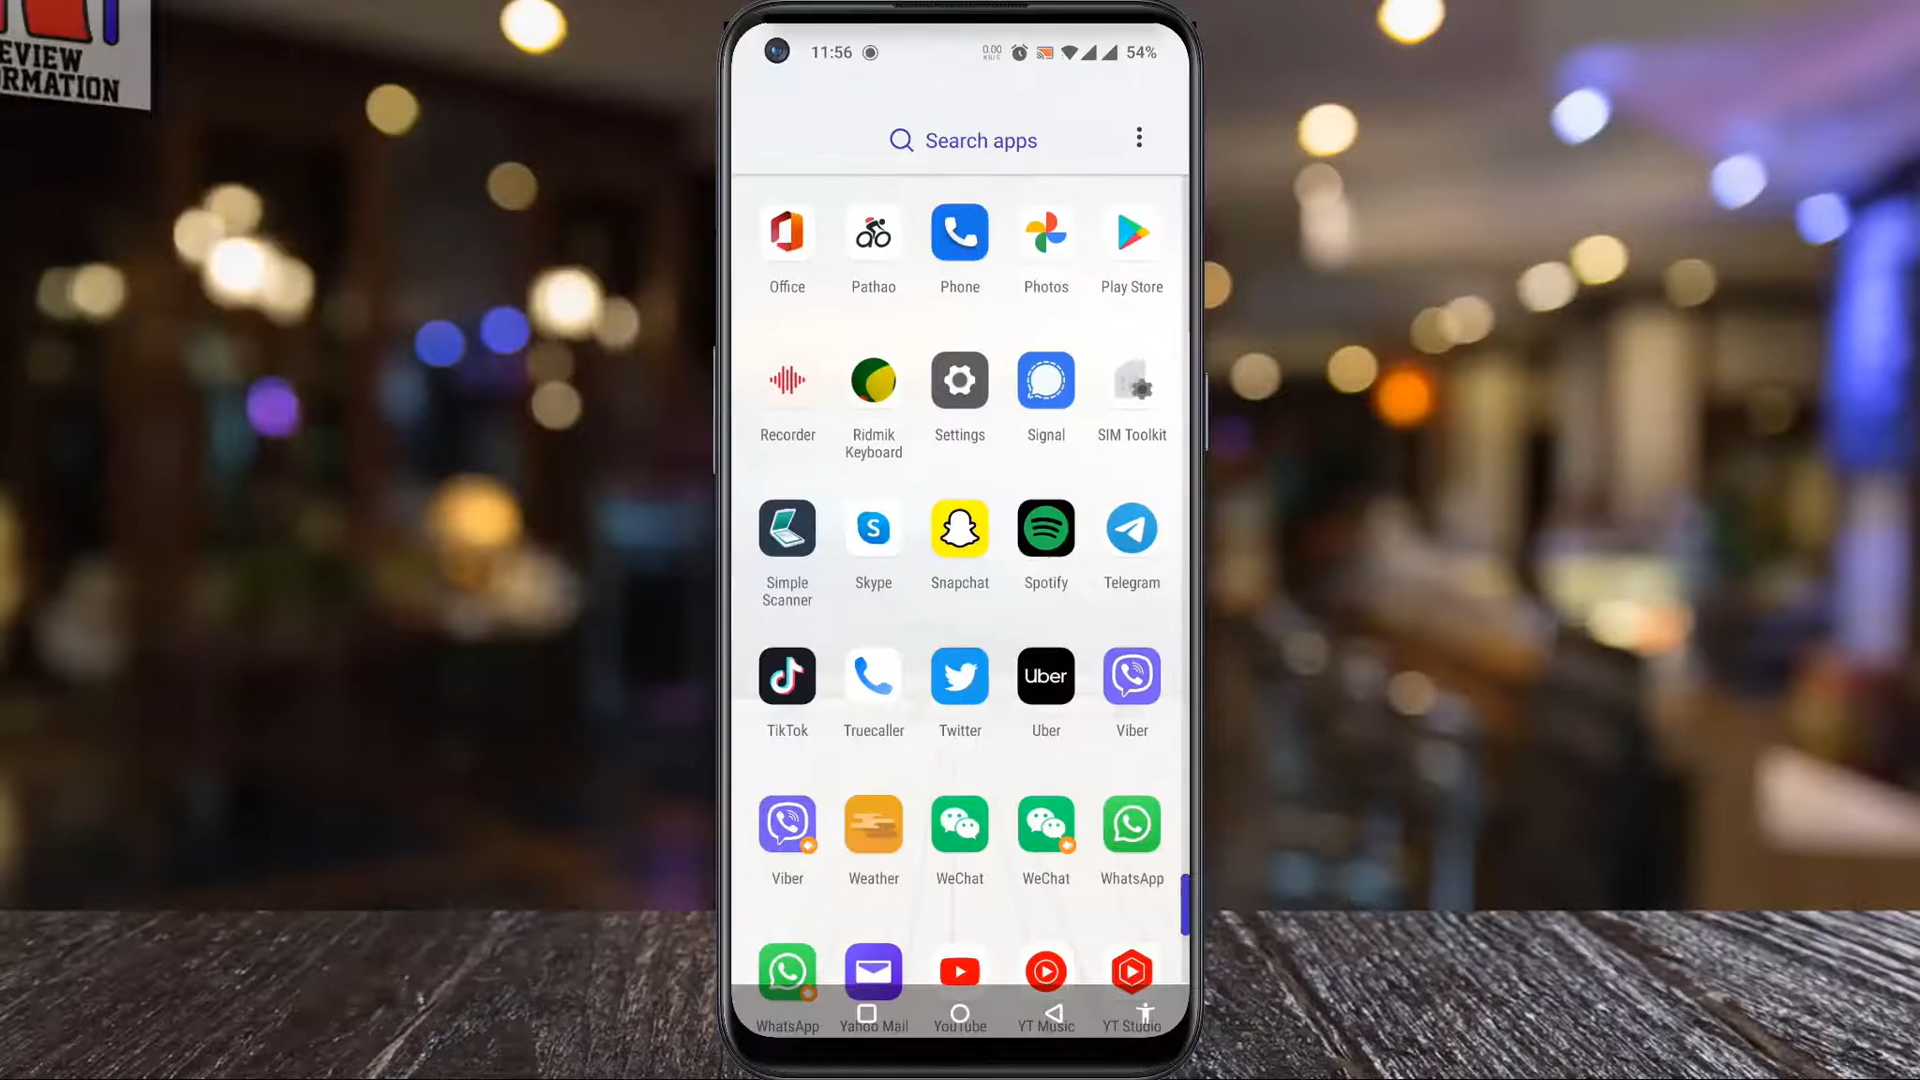 EVIEW
RMATION
11:56
0.00
KB/S
54%
Search apps
Office
Pathao
Phone
Photos
Play Store
Recorder
Ridmik
Keyboard
Settings
Signal
SIM Toolkit
Simple
Scanner
Skype
Snapchat
Spotify
Telegram
TikTok
Truecaller
Twitter
Uber
Uber
Viber
Viber
Weather
WeChat
WeChat
WhatsApp
WhatsApp
Yahoo Mail
YouTube
YT Music
YT Studio